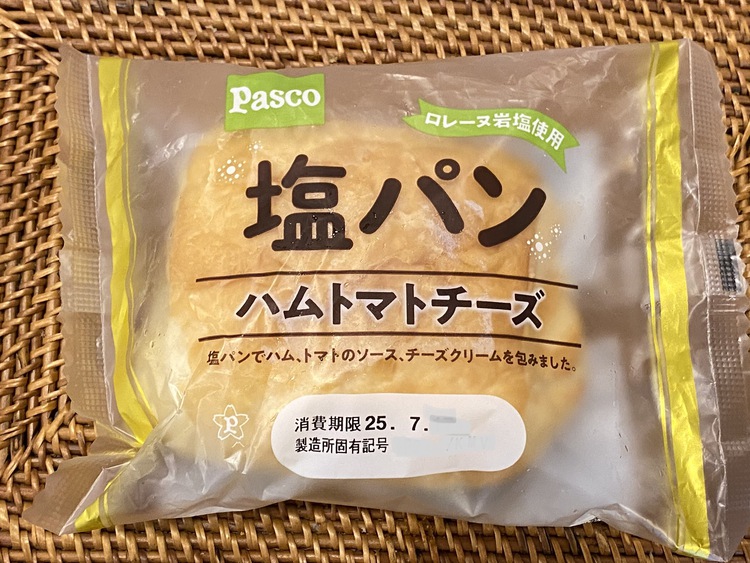 Pasco
ロレーヌ岩塩使用
塩パン
ハムトマトチーズ
塩パンでハム、トマトのソース、チーズクリームを包みました。
P
消費期限 25. 7.
製造所固有記号